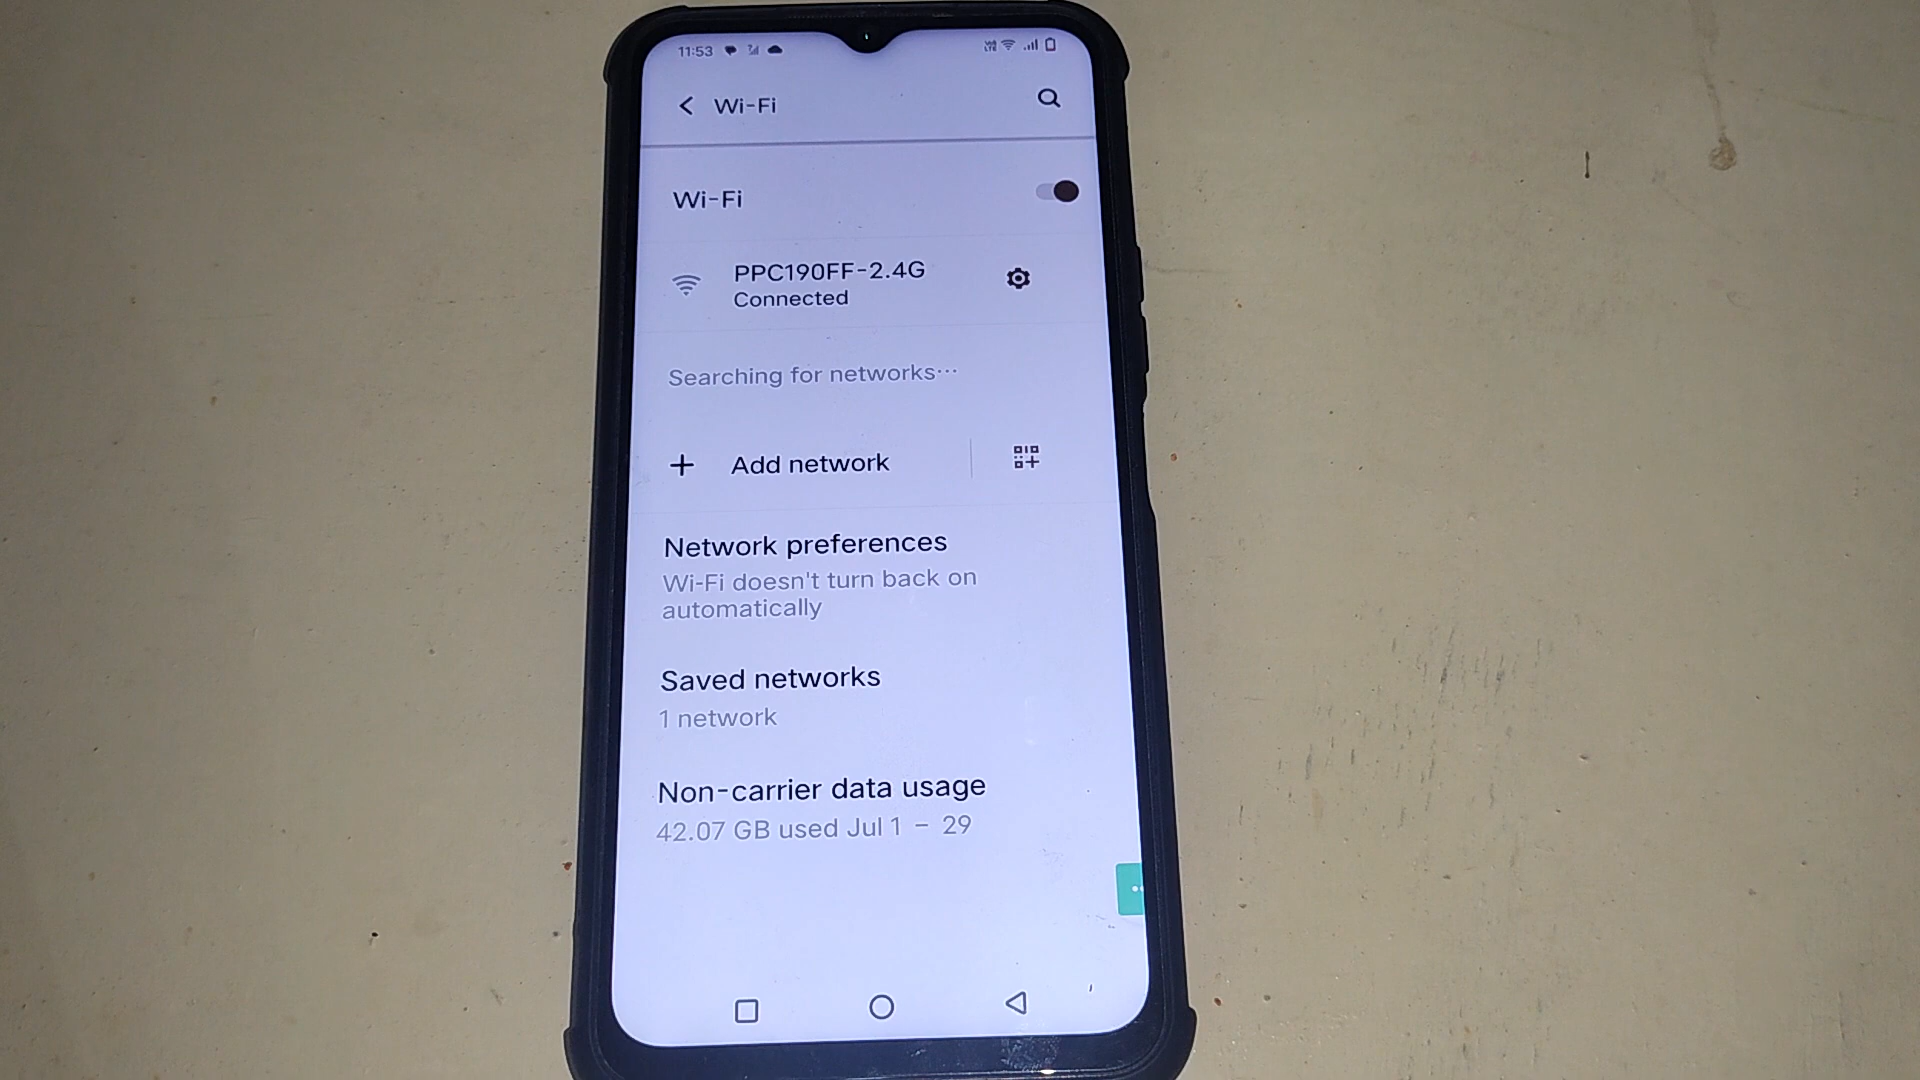 11:53
Wi-Fi
Wi-Fi
PPC190FF-2.4G
Connected
Searching for networks···
Add network
Network preferences
Wi-Fi doesn't turn back on
automatically
Saved networks
1 network
Non-carrier data usage
42.07 GB used Jul 1 – 29